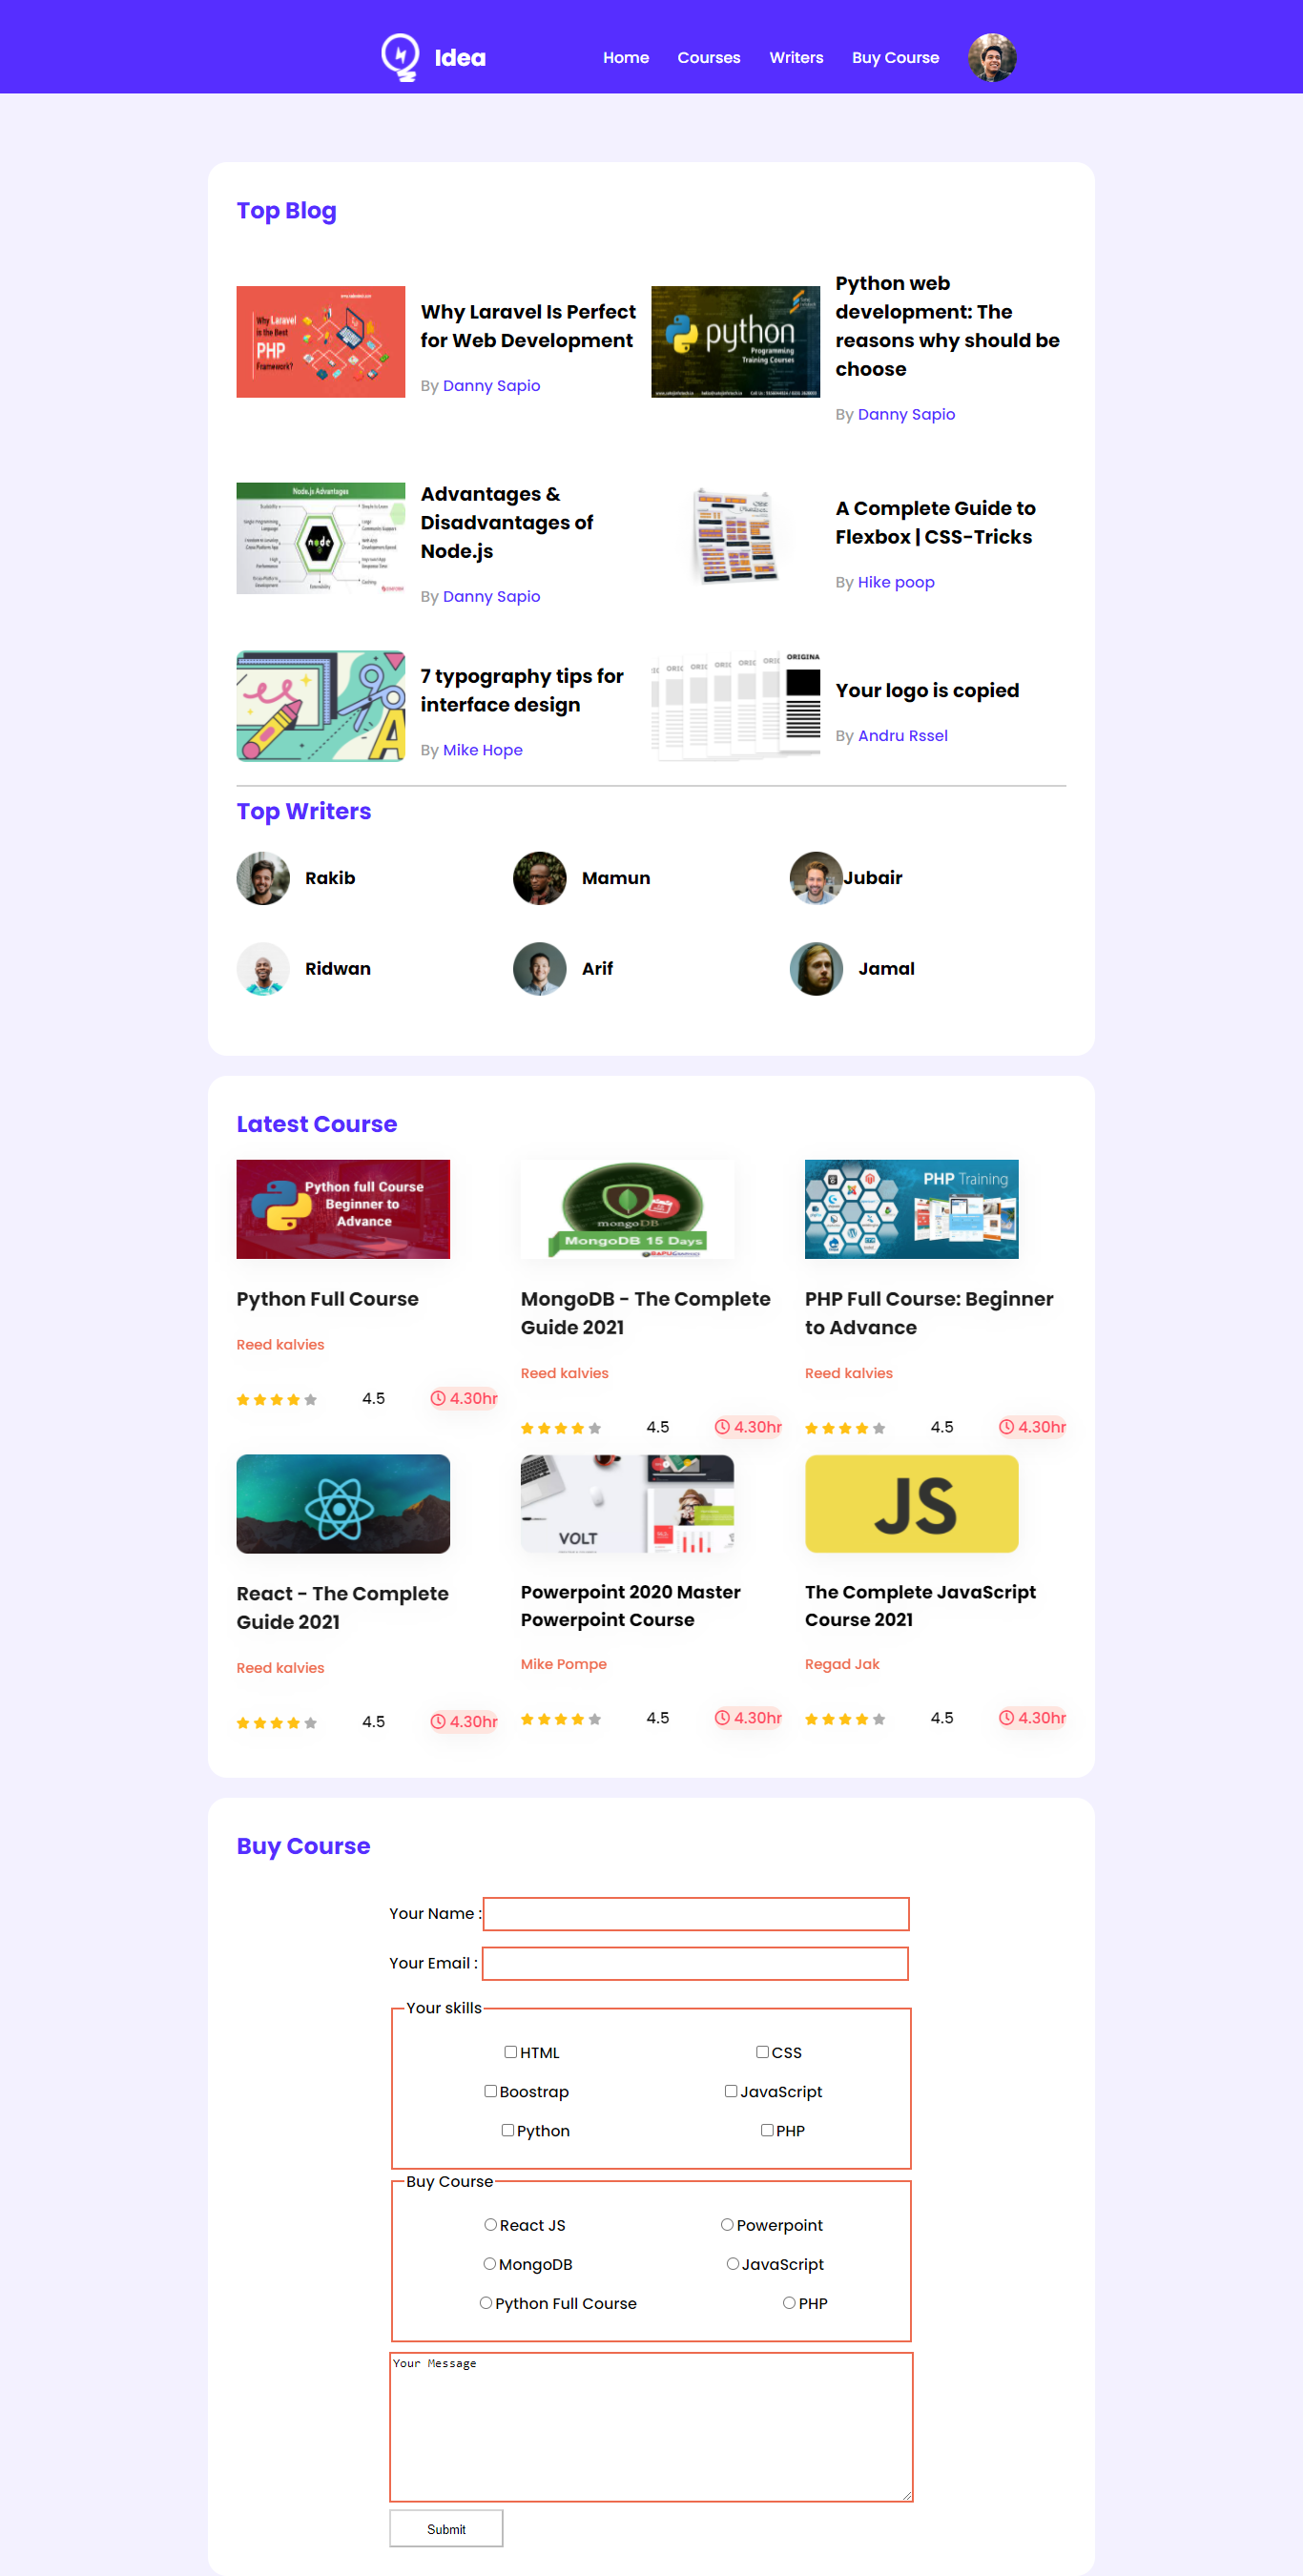 Idea
Home Courses Writers Buy Course
Top Blog
Why Laravel
is the Best
PHP
Framework?
Why Laravel Is Perfect
for Web Development
By Danny Sapio
python
Programming
Training Courses
Python web
development: The
reasons why should be
choose
By Danny Sapio
Node.js Advantages
node
Advantages &
Disadvantages of
Node.js
By Danny Sapio
A Complete Guide to
Flexbox | CSS-Tricks
By Hike poop
7 typography tips for
interface design
By Mike Hope
ORIGINA
Your logo is copied
By Andru Rssel
Top Writers
Rakib
Mamun
Jubair
Ridwan
Arif
Jamal
Latest Course
Python full Course
Beginner to
Advance
Python Full Course
Reed kalvies
4.5 4.30hr
mongoDB
MongoDB 15 Days
MongoDB - The Complete
Guide 2021
Reed kalvies
4.5 4.30hr
PHP Training
PHP Full Course: Beginner
to Advance
Reed kalvies
4.5 4.30hr
React - The Complete
Guide 2021
Reed kalvies
4.5 4.30hr
VOLT
Powerpoint 2020 Master
Powerpoint Course
Mike Pompe
4.5 4.30hr
JS
The Complete JavaScript
Course 2021
Regad Jak
4.5 4.30hr
Buy Course
Your Name :
Your Email :
Your skills
HTML CSS
Boostrap JavaScript
Python PHP
Buy Course
React JS Powerpoint
MongoDB JavaScript
Python Full Course PHP
Your Message
Submit